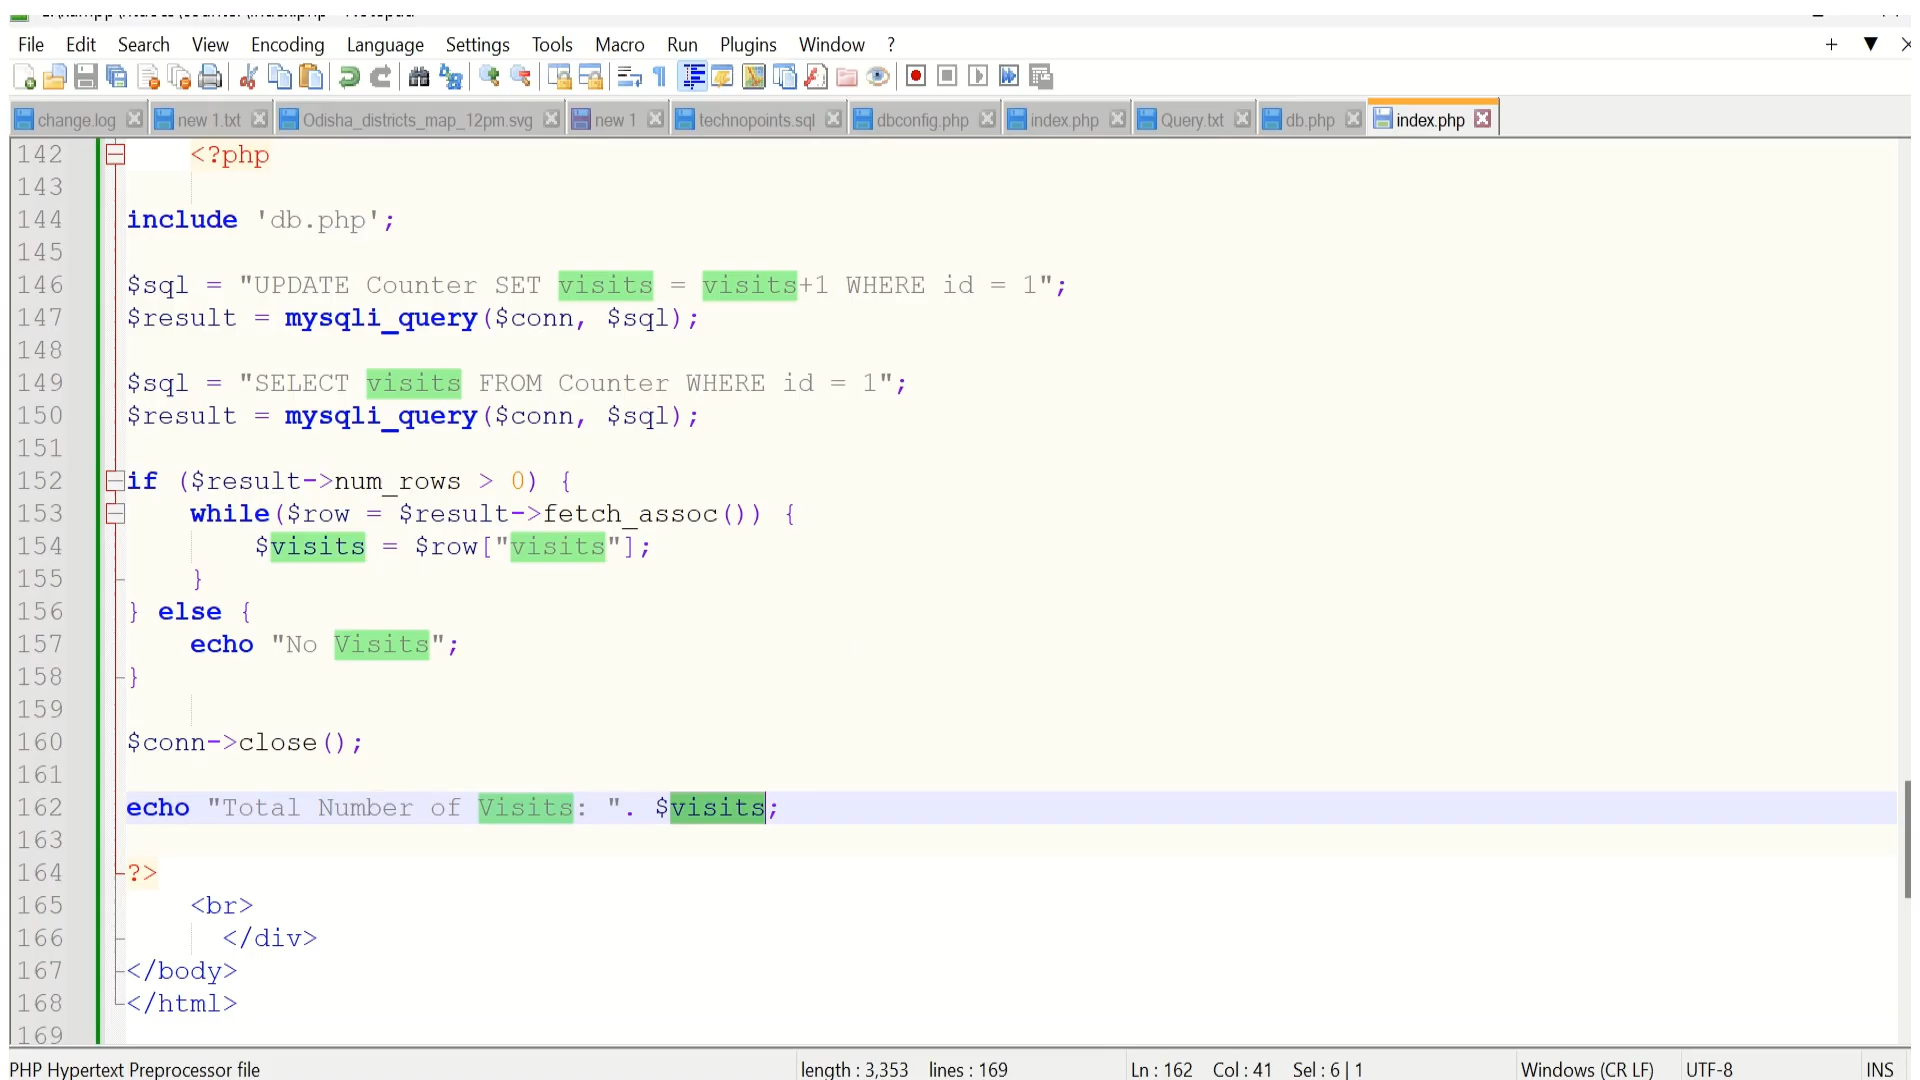 File Edit Search View Encoding Language Settings Tools Macro Run Plugins Window ?
change.log new 1.txt Odisha_districts_map_12pm.svg new 1 technopoints.sql dbconfig.php index.php Query.txt db.php index.php
142 <?php
143
144 include 'db.php';
145
146 $sql = "UPDATE Counter SET visits = visits+1 WHERE id = 1";
147 $result = mysqli_query($conn, $sql);
148
149 $sql = "SELECT visits FROM Counter WHERE id = 1";
150 $result = mysqli_query($conn, $sql);
151
152 if ($result->num_rows > 0) {
153 while($row = $result->fetch_assoc()) {
154 $visits = $row["visits"];
155 }
156 } else {
157 echo "No Visits";
158 }
159
160 $conn->close();
161
162 echo "Total Number of Visits: ". $visits;
163
164 ?>
165 <br>
166 </div>
167 </body>
168 </html>
169
PHP Hypertext Preprocessor file length : 3,353 lines : 169 Ln : 162 Col : 41 Sel : 6 | 1 Windows (CR LF) UTF-8 INS